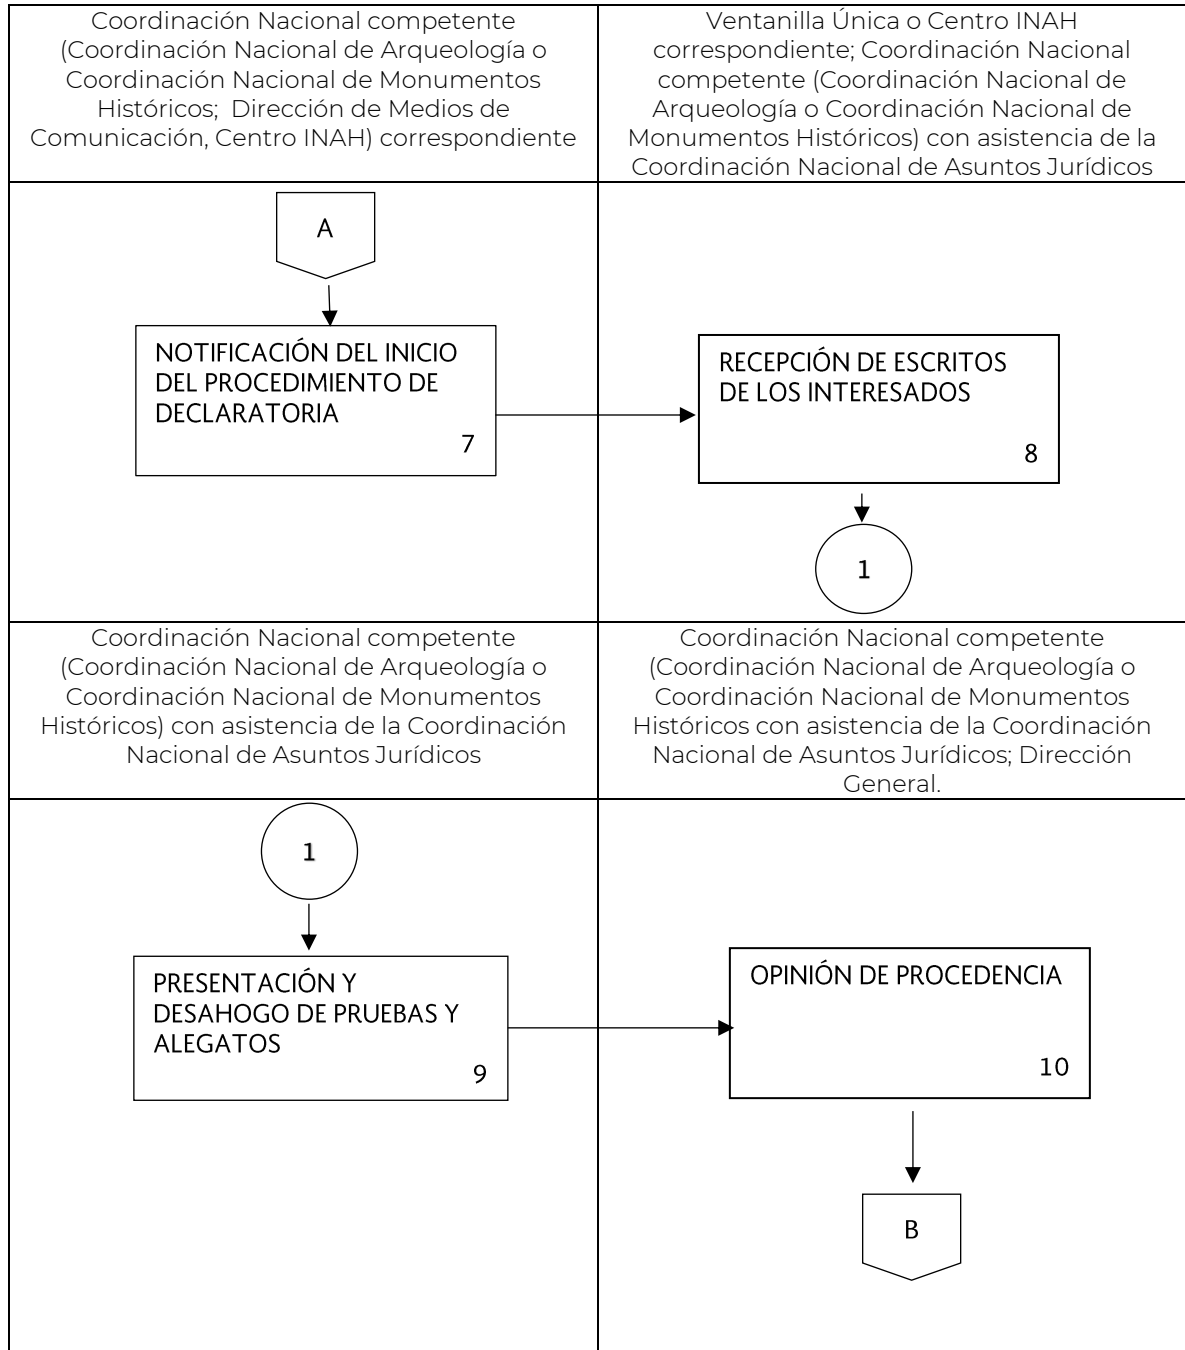 Coordinación Nacional competente
(Coordinación Nacional de Arqueología o
Coordinación Nacional de Monumentos
Históricos; Dirección de Medios de
Comunicación, Centro INAH) correspondiente
Ventanilla Única o Centro INAH
correspondiente; Coordinación Nacional
competente (Coordinación Nacional de
Arqueología o Coordinación Nacional de
Monumentos Históricos) con asistencia de la
Coordinación Nacional de Asuntos Jurídicos
A
NOTIFICACIÓN DEL INICIO
DEL PROCEDIMIENTO DE
DECLARATORIA
7
RECEPCIÓN DE ESCRITOS
DE LOS INTERESADOS
8
1
Coordinación Nacional competente
(Coordinación Nacional de Arqueología o
Coordinación Nacional de Monumentos
Históricos) con asistencia de la Coordinación
Nacional de Asuntos Jurídicos
Coordinación Nacional competente
(Coordinación Nacional de Arqueología o
Coordinación Nacional de Monumentos
Históricos con asistencia de la Coordinación
Nacional de Asuntos Jurídicos; Dirección
General.
1
PRESENTACIÓN Y
DESAHOGO DE PRUEBAS Y
ALEGATOS
9
OPINIÓN DE PROCEDENCIA
10
B